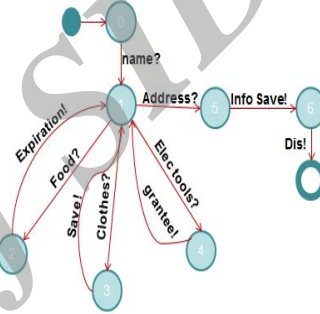 0
name?
1
Address?
5
Info Save!
6
Dis!
Expiration!
Food?
Save!
Clothes?
Elec tools?
grantee!
2
3
4